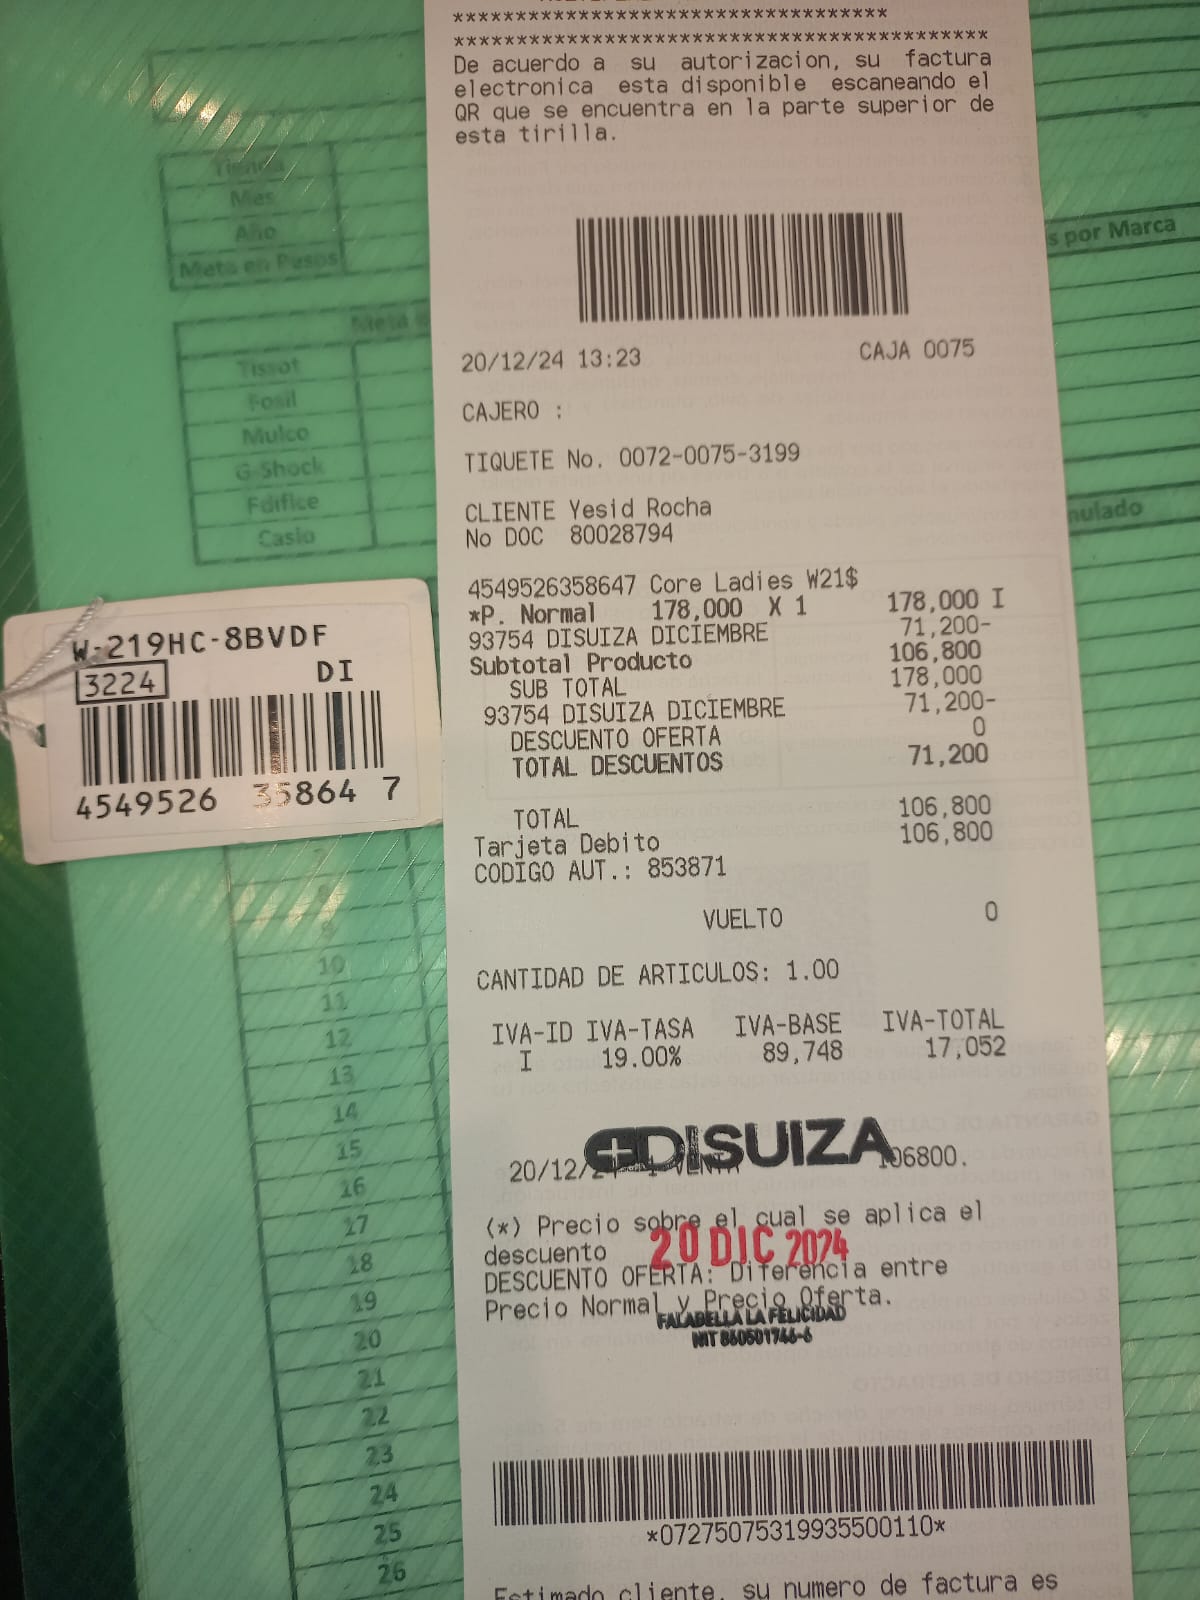 ******************************************
De acuerdo a su autorizacion, su factura
electronica esta disponible escaneando el
QR que se encuentra en la parte superior de
esta tirilla.
20/12/24 13:23 CAJA 0075
CAJERO :
TIQUETE No. 0072-0075-3199
CLIENTE Yesid Rocha
No DOC 80028794
4549526358647 Core Ladies W21$
*P. Normal 178,000 X 1 178,000 I
93754 DISUIZA DICIEMBRE 71,200-
Subtotal Producto 106,800
SUB TOTAL 178,000
93754 DISUIZA DICIEMBRE 71,200-
DESCUENTO OFERTA 0
TOTAL DESCUENTOS 71,200
TOTAL 106,800
Tarjeta Debito 106,800
CODIGO AUT.: 853871
VUELTO 0
CANTIDAD DE ARTICULOS: 1.00
IVA-ID IVA-TASA IVA-BASE IVA-TOTAL
I 19.00% 89,748 17,052
DISUIZA
20/12/ 106800.
(*) Precio sobre el cual se aplica el
descuento
20 DIC 2024
DESCUENTO OFERTA: Diferencia entre
Precio Normal y Precio Oferta.
FALABELLA LA FELICIDAD
NIT 860501746-6
*07275075319935500110*
Estimado cliente, su numero de factura es
W-219HC-8BVDF
3224 DI
4549526 35864 7
Tienda
Mes
Año
Meta en Pesos
Meta
Tissot
Fosil
Mulco
G-Shock
Edifice
Casio
s por Marca
mulado
10
11
12
13
14
15
16
17
18
19
20
21
22
23
24
25
26